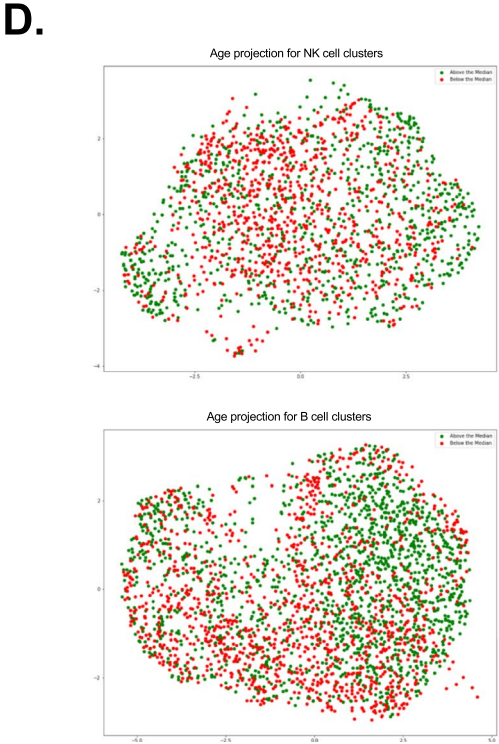 D.
Age projection for NK cell clusters
Above the Median
Below the Median
2
0
−2
−4
−2.5 0.0 2.5
Age projection for B cell clusters
Above the Median
Below the Median
2
0
−2
−5.0 −2.5 0.0 2.5 5.0